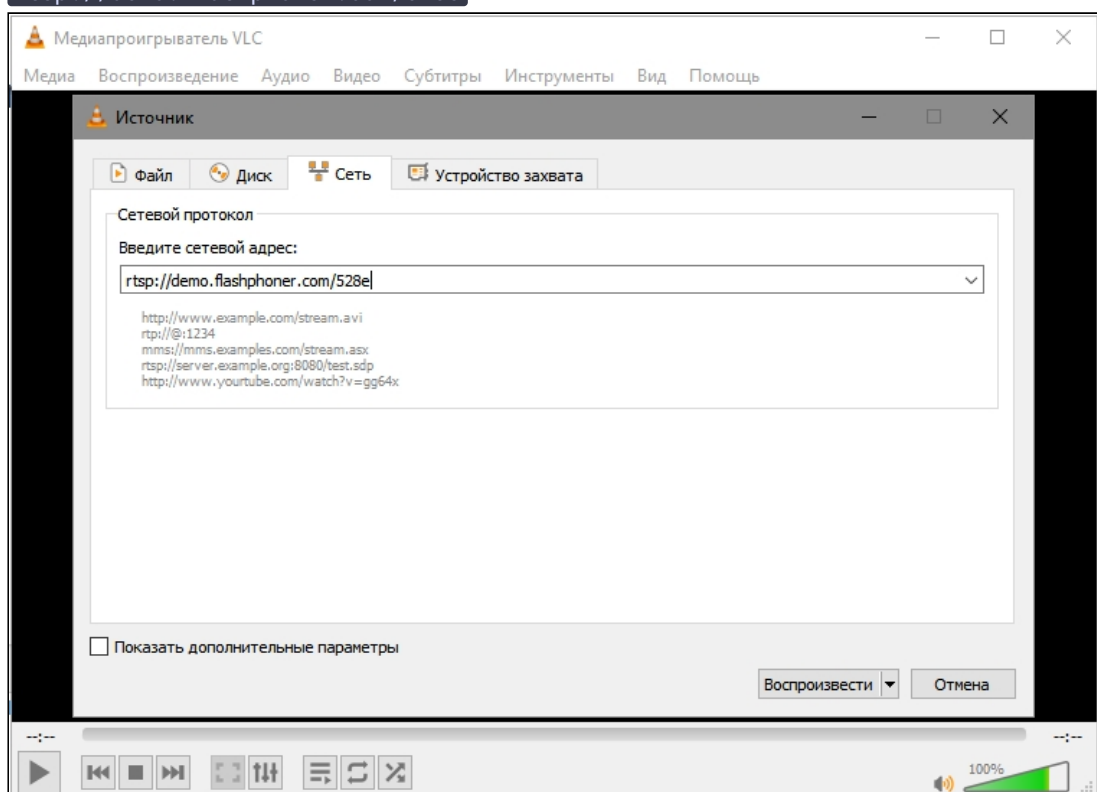 Медиапроигрыватель VLC
Медиа Воспроизведение Аудио Видео Субтитры Инструменты Вид Помощь
Источник
Файл Диск Сеть Устройство захвата
Сетевой протокол
Введите сетевой адрес:
rtsp://demo.flashphoner.com/528e
http://www.example.com/stream.avi
rtp://@:1234
mms://mms.examples.com/stream.asx
rtsp://server.example.org:8080/test.sdp
http://www.yourtube.com/watch?v=gg64x
Показать дополнительные параметры
Воспроизвести Отмена
--:-- --:--
100%